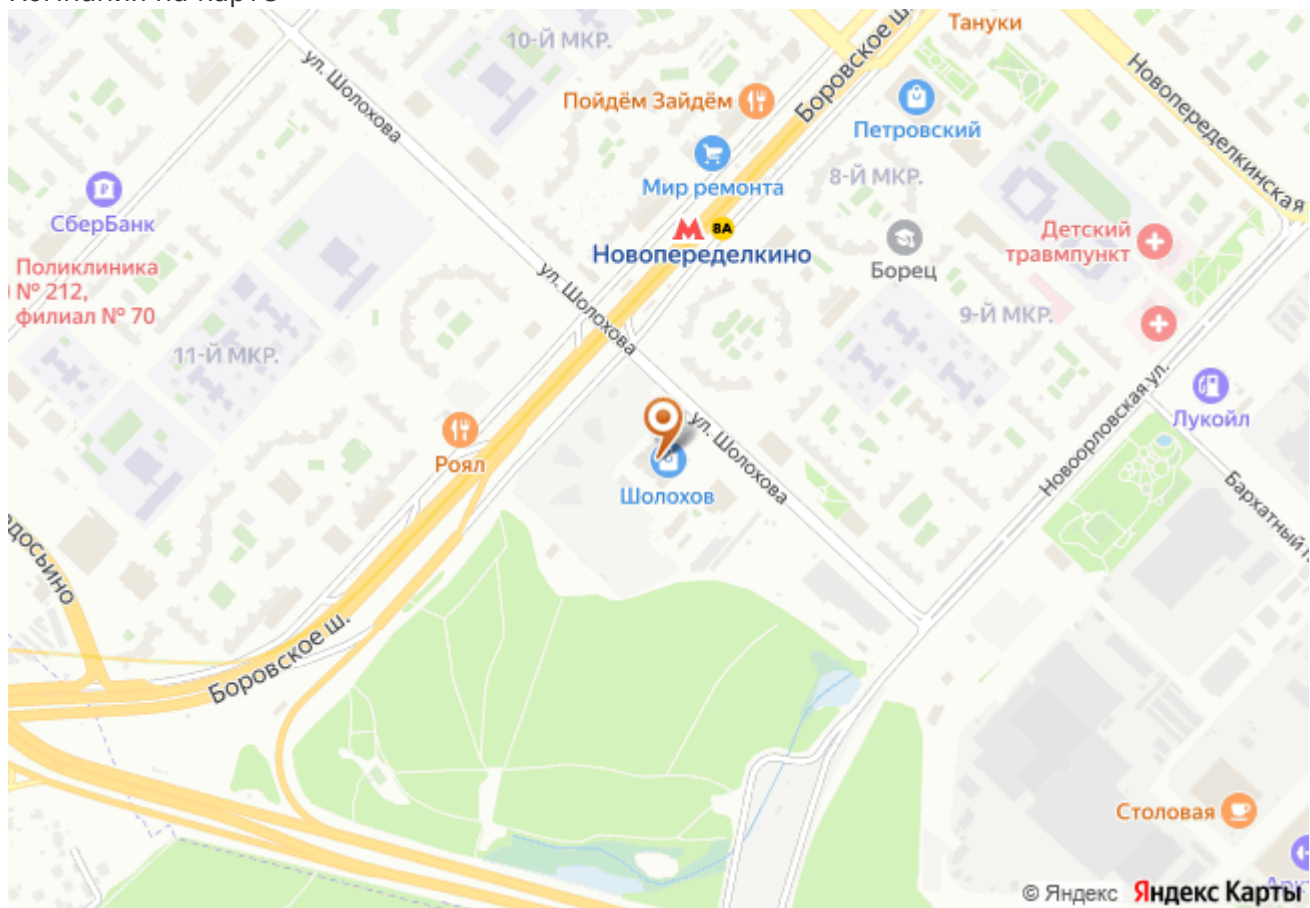 Тануки
10-Й МКР.
ул. Шолохова
Боровское ш.
Новопеределкинская
Пойдём Зайдём
Петровский
Мир ремонта
8-Й МКР.
СберБанк
8А
Новопеределкино
Борец
Детский
травмпункт
Поликлиника
№ 212,
филиал № 70
ул. Шолохова
9-Й МКР.
11-Й МКР.
Лукойл
Роял
ул. Шолохова
Новоорловская ул.
Шолохов
Бархатный
Боровское ш.
Столовая
© Яндекс Яндекс Карты